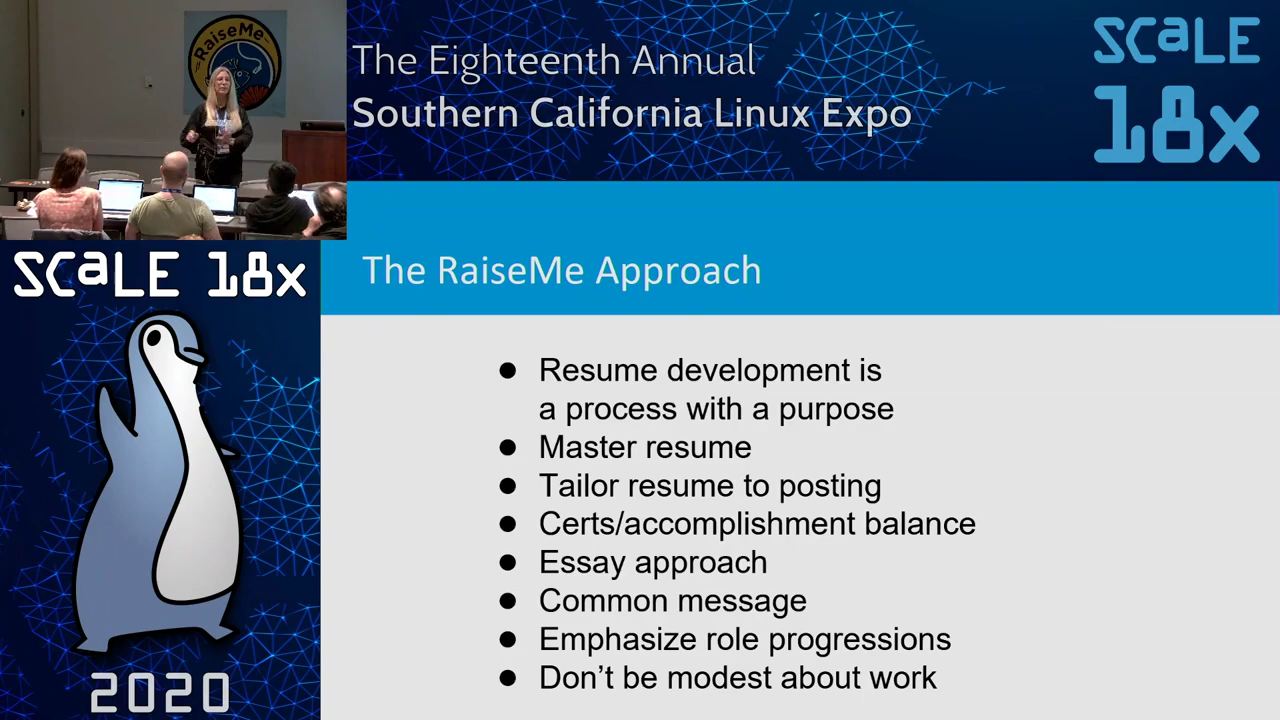 RaiseMe
The Eighteenth Annual
Southern California Linux Expo
SCaLE
18x
SCaLE 18x
2020
The RaiseMe Approach
● Resume development is
a process with a purpose
● Master resume
● Tailor resume to posting
● Certs/accomplishment balance
● Essay approach
● Common message
● Emphasize role progressions
● Don’t be modest about work